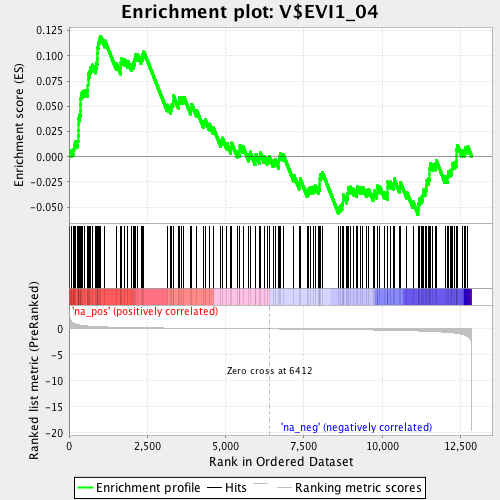 Enrichment plot: V$EVI1_04
Enrichment score (ES)
0.125
0.100
0.075
0.050
0.025
0.000
-0.025
-0.050
Ranked list metric (PreRanked)
'na_pos' (positively correlated)
0
-5
-10
-15
-20
Zero cross at 6412
'na_neg' (negatively correlated)
0 2,500 5,000 7,500 10,000 12,500
Rank in Ordered Dataset
Enrichment profile Hits Ranking metric scores